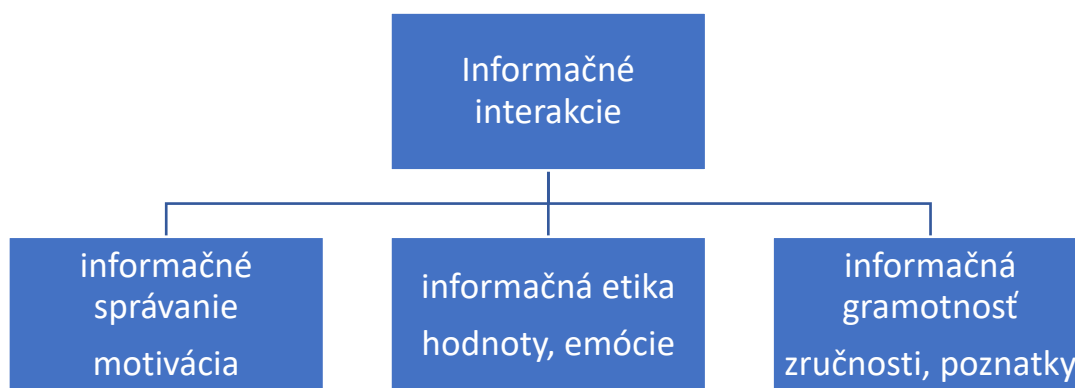 Informačné
interakcie
informačné
správanie
motivácia
informačná etika
hodnoty, emócie
informačná
gramotnosť
zručnosti, poznatky